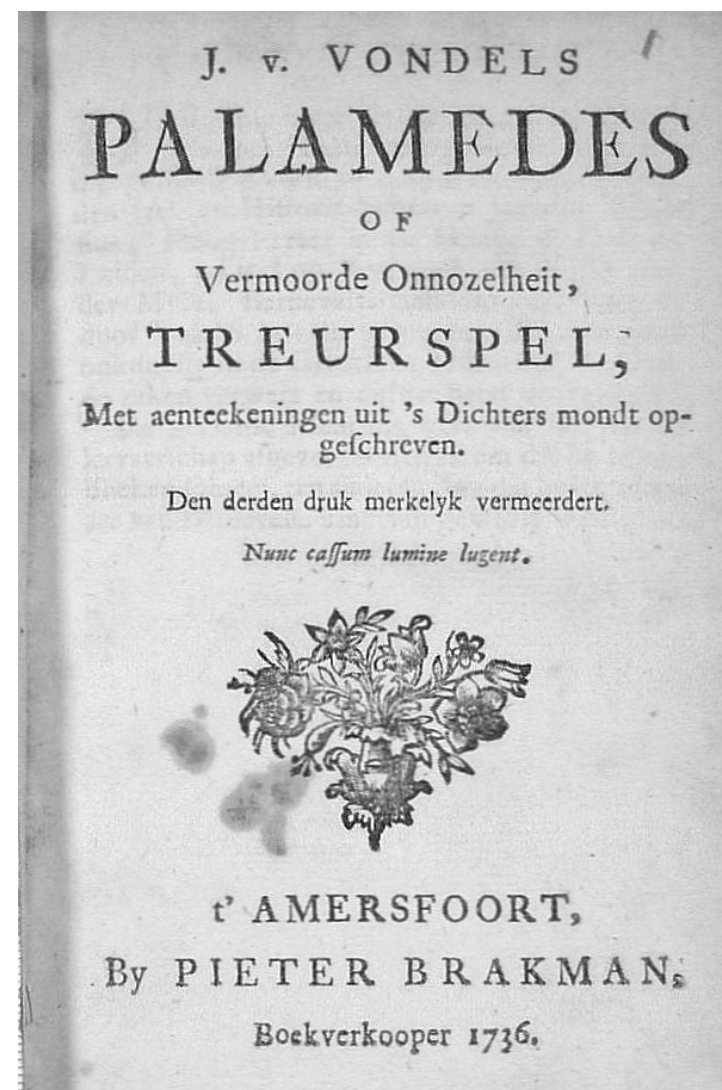 J. v. VONDELS
PALAMEDES
OF
Vermoorde Onnozelheit,
TREURSPEL,
Met aenteekeningen uit 's Dichters mondt op-
geſchreven.
Den derden druk merkelyk vermeerdert.
Nunc caſſum lumine lugent.
t' AMERSFOORT,
By PIETER BRAKMAN,
Boekverkooper 1736.